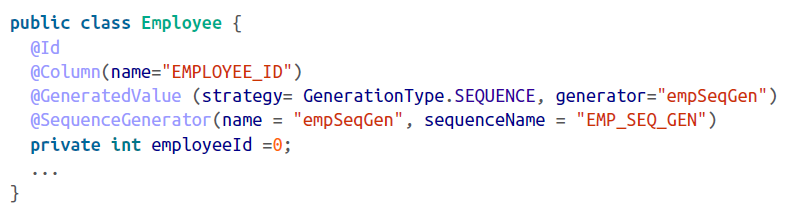 public class Employee {
@Id
@Column(name="EMPLOYEE_ID")
@GeneratedValue (strategy= GenerationType.SEQUENCE, generator="empSeqGen")
@SequenceGenerator(name = "empSeqGen", sequenceName = "EMP_SEQ_GEN")
private int employeeId =0;
...
}